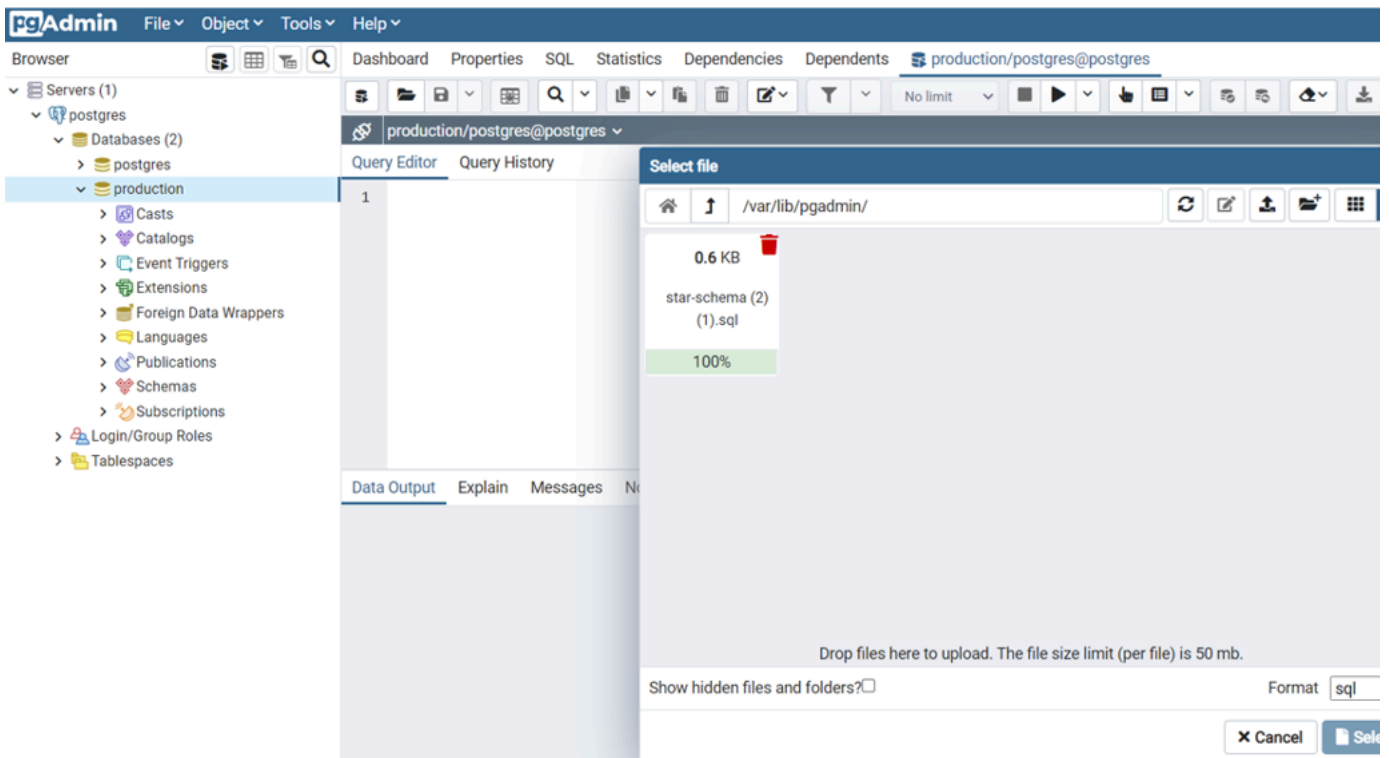 pgAdmin File Object Tools Help
Browser
Dashboard Properties SQL Statistics Dependencies Dependents production/postgres@postgres
Servers (1)
postgres
Databases (2)
postgres
production
Casts
Catalogs
Event Triggers
Extensions
Foreign Data Wrappers
Languages
Publications
Schemas
Subscriptions
Login/Group Roles
Tablespaces
No limit
production/postgres@postgres
Query Editor Query History
1
Data Output Explain Messages
Select file
/var/lib/pgadmin/
0.6 KB
star-schema (2)
(1).sql
100%
Drop files here to upload. The file size limit (per file) is 50 mb.
Show hidden files and folders? Format sql
Cancel